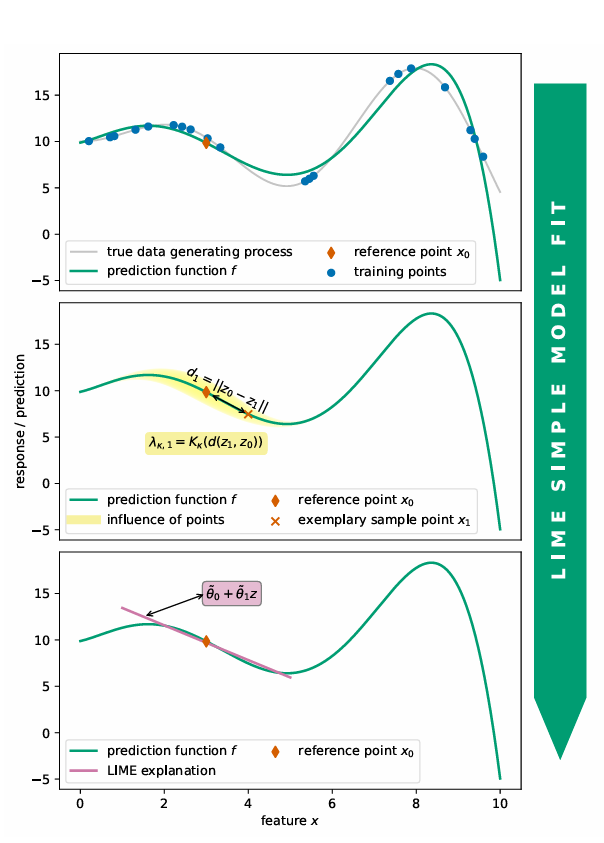 15
10
5
0
−5
true data generating process
prediction function f
reference point x₀
training points
LIME SIMPLE MODEL FIT
response / prediction
15
10
5
0
−5
d₁ = ||z₀ − z₁||
λ_{κ,1} = K_κ(d(z₁, z₀))
prediction function f
influence of points
reference point x₀
exemplary sample point x₁
15
10
5
0
−5
θ̃₀ + θ̃₁z
prediction function f
LIME explanation
reference point x₀
0 2 4 6 8 10
feature x